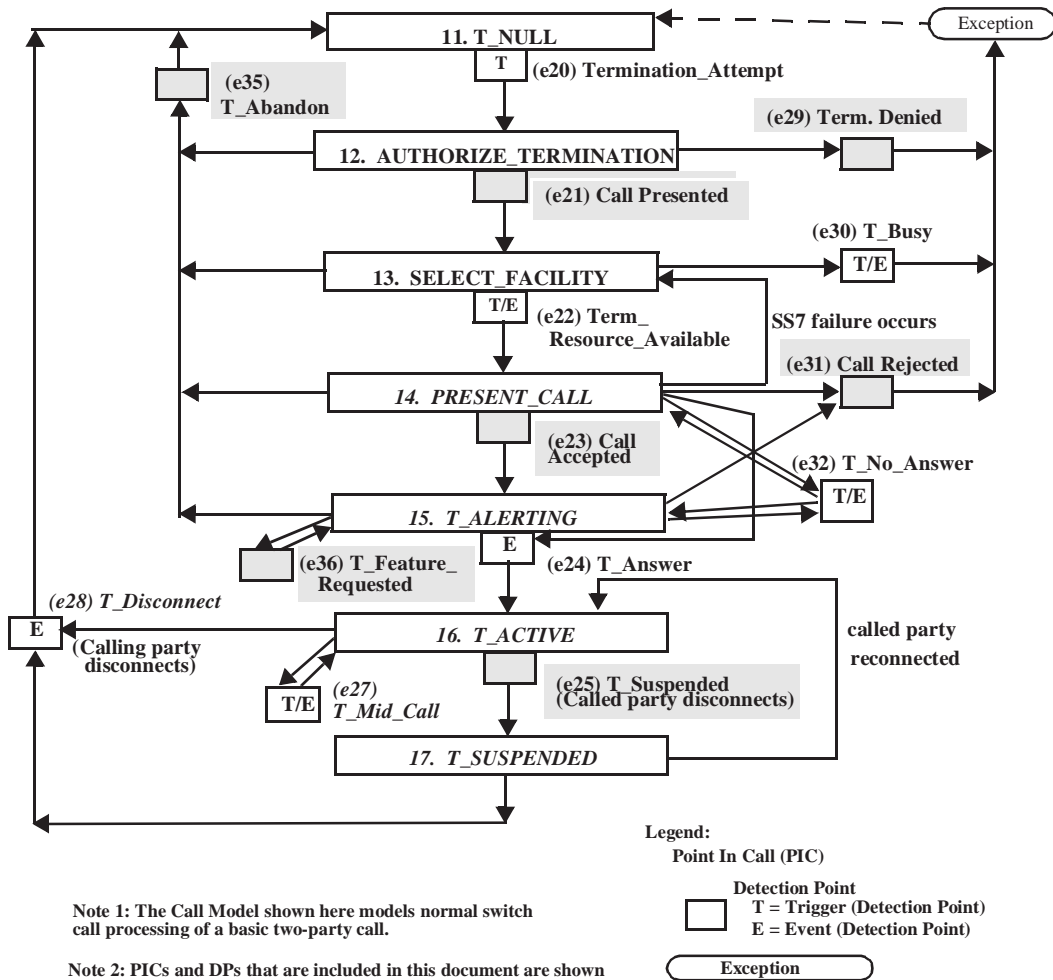 11. T_NULL
Exception
T
(e20) Termination_Attempt
(e35)
T_Abandon
(e29) Term. Denied
12. AUTHORIZE_TERMINATION
(e21) Call Presented
(e30) T_Busy
13. SELECT_FACILITY
T/E
T/E
(e22) Term_
Resource_Available
SS7 failure occurs
(e31) Call Rejected
14. PRESENT_CALL
(e23) Call
Accepted
(e32) T_No_Answer
T/E
15. T_ALERTING
E
(e24) T_Answer
(e36) T_Feature_
Requested
(e28) T_Disconnect
E
(Calling party
disconnects)
16. T_ACTIVE
called party
reconnected
(e25) T_Suspended
(Called party disconnects)
T/E
(e27)
T_Mid_Call
17. T_SUSPENDED
Legend:
Point In Call (PIC)
Detection Point
T = Trigger (Detection Point)
E = Event (Detection Point)
Note 1: The Call Model shown here models normal switch
call processing of a basic two-party call.
Note 2: PICs and DPs that are included in this document are shown
Exception